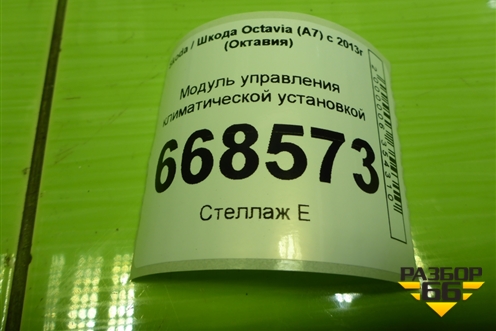 / Шкода Octavia (A7) с 2013г
(Октавия)
Модуль управления
климатической установкой
668573
Стеллаж Е
РАЗБОР
66